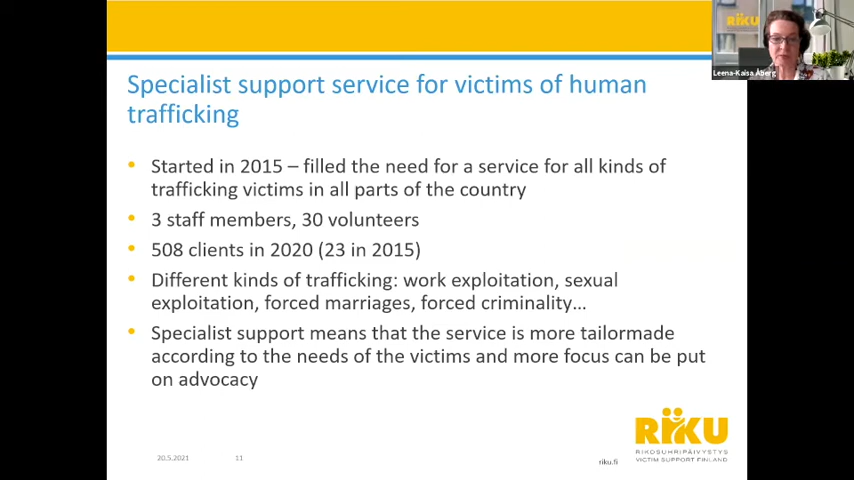 RIKU
Leena-Kaisa Åberg
Specialist support service for victims of human
trafficking
• Started in 2015 – filled the need for a service for all kinds of
trafficking victims in all parts of the country
• 3 staff members, 30 volunteers
• 508 clients in 2020 (23 in 2015)
• Different kinds of trafficking: work exploitation, sexual
exploitation, forced marriages, forced criminality…
• Specialist support means that the service is more tailormade
according to the needs of the victims and more focus can be put
on advocacy
RIKU
RIKOSUHRIPÄIVYSTYS
VICTIM SUPPORT FINLAND
20.5.2021
11
riku.fi